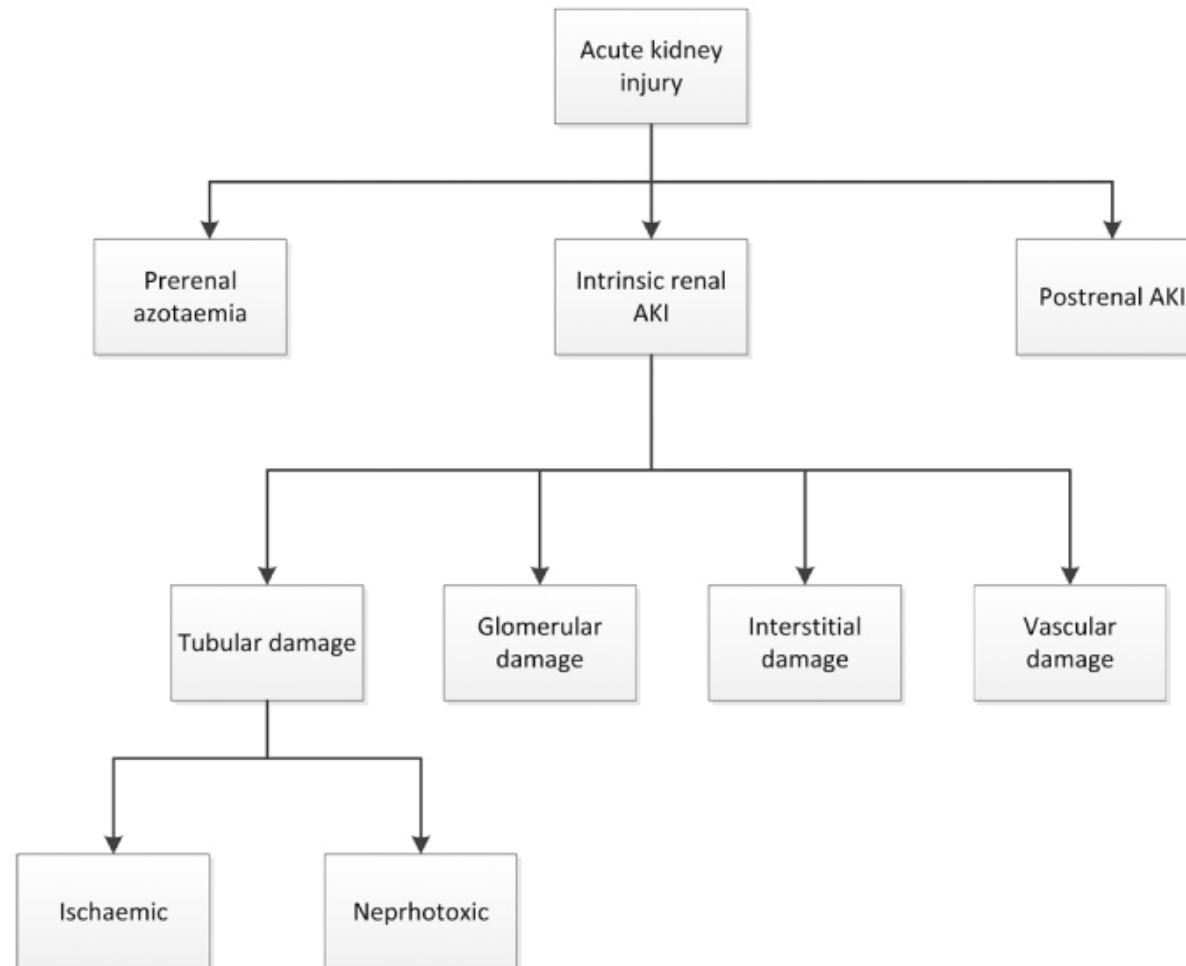 Acute kidney
injury
Prerenal
azotaemia
Intrinsic renal
AKI
Postrenal AKI
Tubular damage
Glomerular
damage
Interstitial
damage
Vascular
damage
Ischaemic
Neprhotoxic